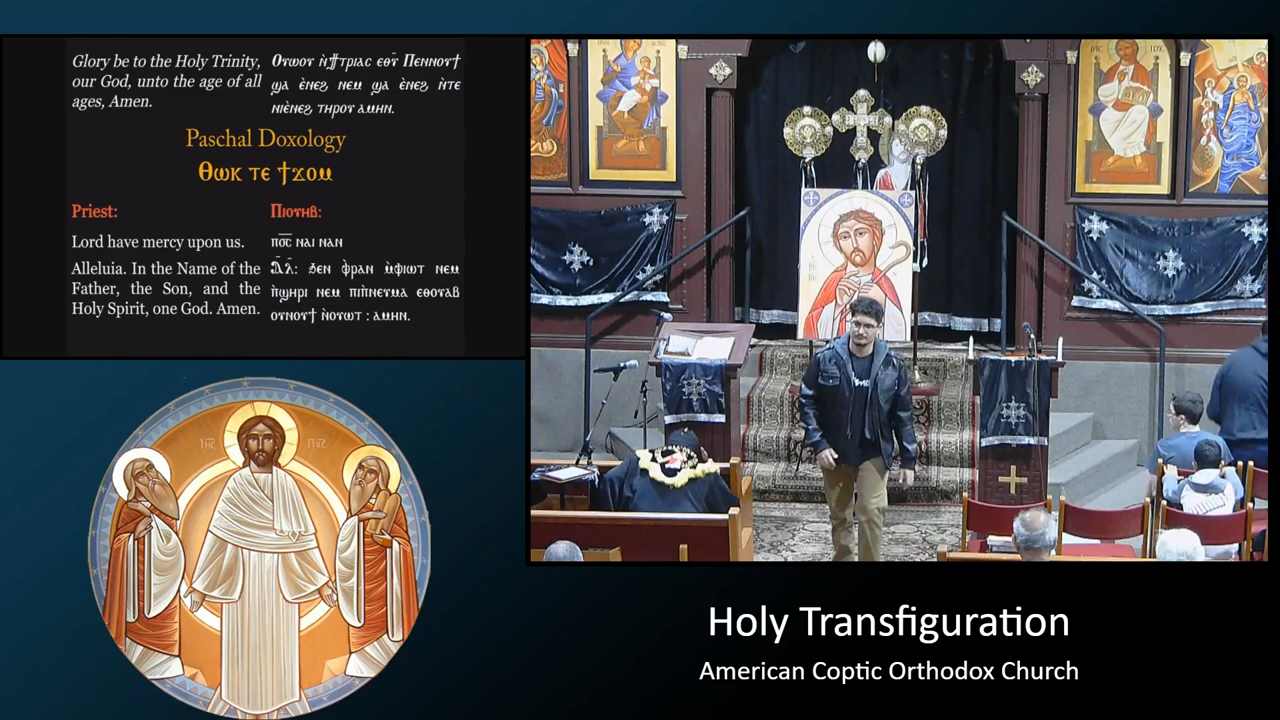 Glory be to the Holy Trinity,
our God, unto the age of all
ages, Amen.
Ⲟⲩⲱⲟⲩ ⲛ̀ϯⲧⲣⲓⲁⲥ ⲉⲑⲩ̅ Ⲡⲉⲛⲛⲟⲩϯ
ϣⲁ ⲉ̀ⲛⲉϩ ⲛⲉⲙ ϣⲁ ⲉ̀ⲛⲉϩ ⲛ̀ⲧⲉ
ⲛⲓⲉ̀ⲛⲉϩ ⲧⲏⲣⲟⲩ ⲁⲙⲏⲛ.
Paschal Doxology
Ⲑⲱⲕ ⲧⲉ ϯϫⲟⲙ
Priest:
Lord have mercy upon us.
Alleluia. In the Name of the
Father, the Son, and the
Holy Spirit, one God. Amen.
Ⲡⲓⲟⲩⲏⲃ:
ⲡⲟ̅ⲥ̅ ⲛⲁⲓ ⲛⲁⲛ
Ⲁ̅ⲗ̅: ϧⲉⲛ ⲫ̀ⲣⲁⲛ ⲙ̀ⲫⲓⲱⲧ ⲛⲉⲙ
ⲡ̀ϣⲏⲣⲓ ⲛⲉⲙ ⲡⲓⲡ̀ⲛⲉⲩⲙⲁ ⲉⲑⲟⲩⲁⲃ
ⲟⲩⲛⲟⲩϯ ⲛ̀ⲟⲩⲱⲧ : ⲁⲙⲏⲛ.
Holy Transfiguration
American Coptic Orthodox Church